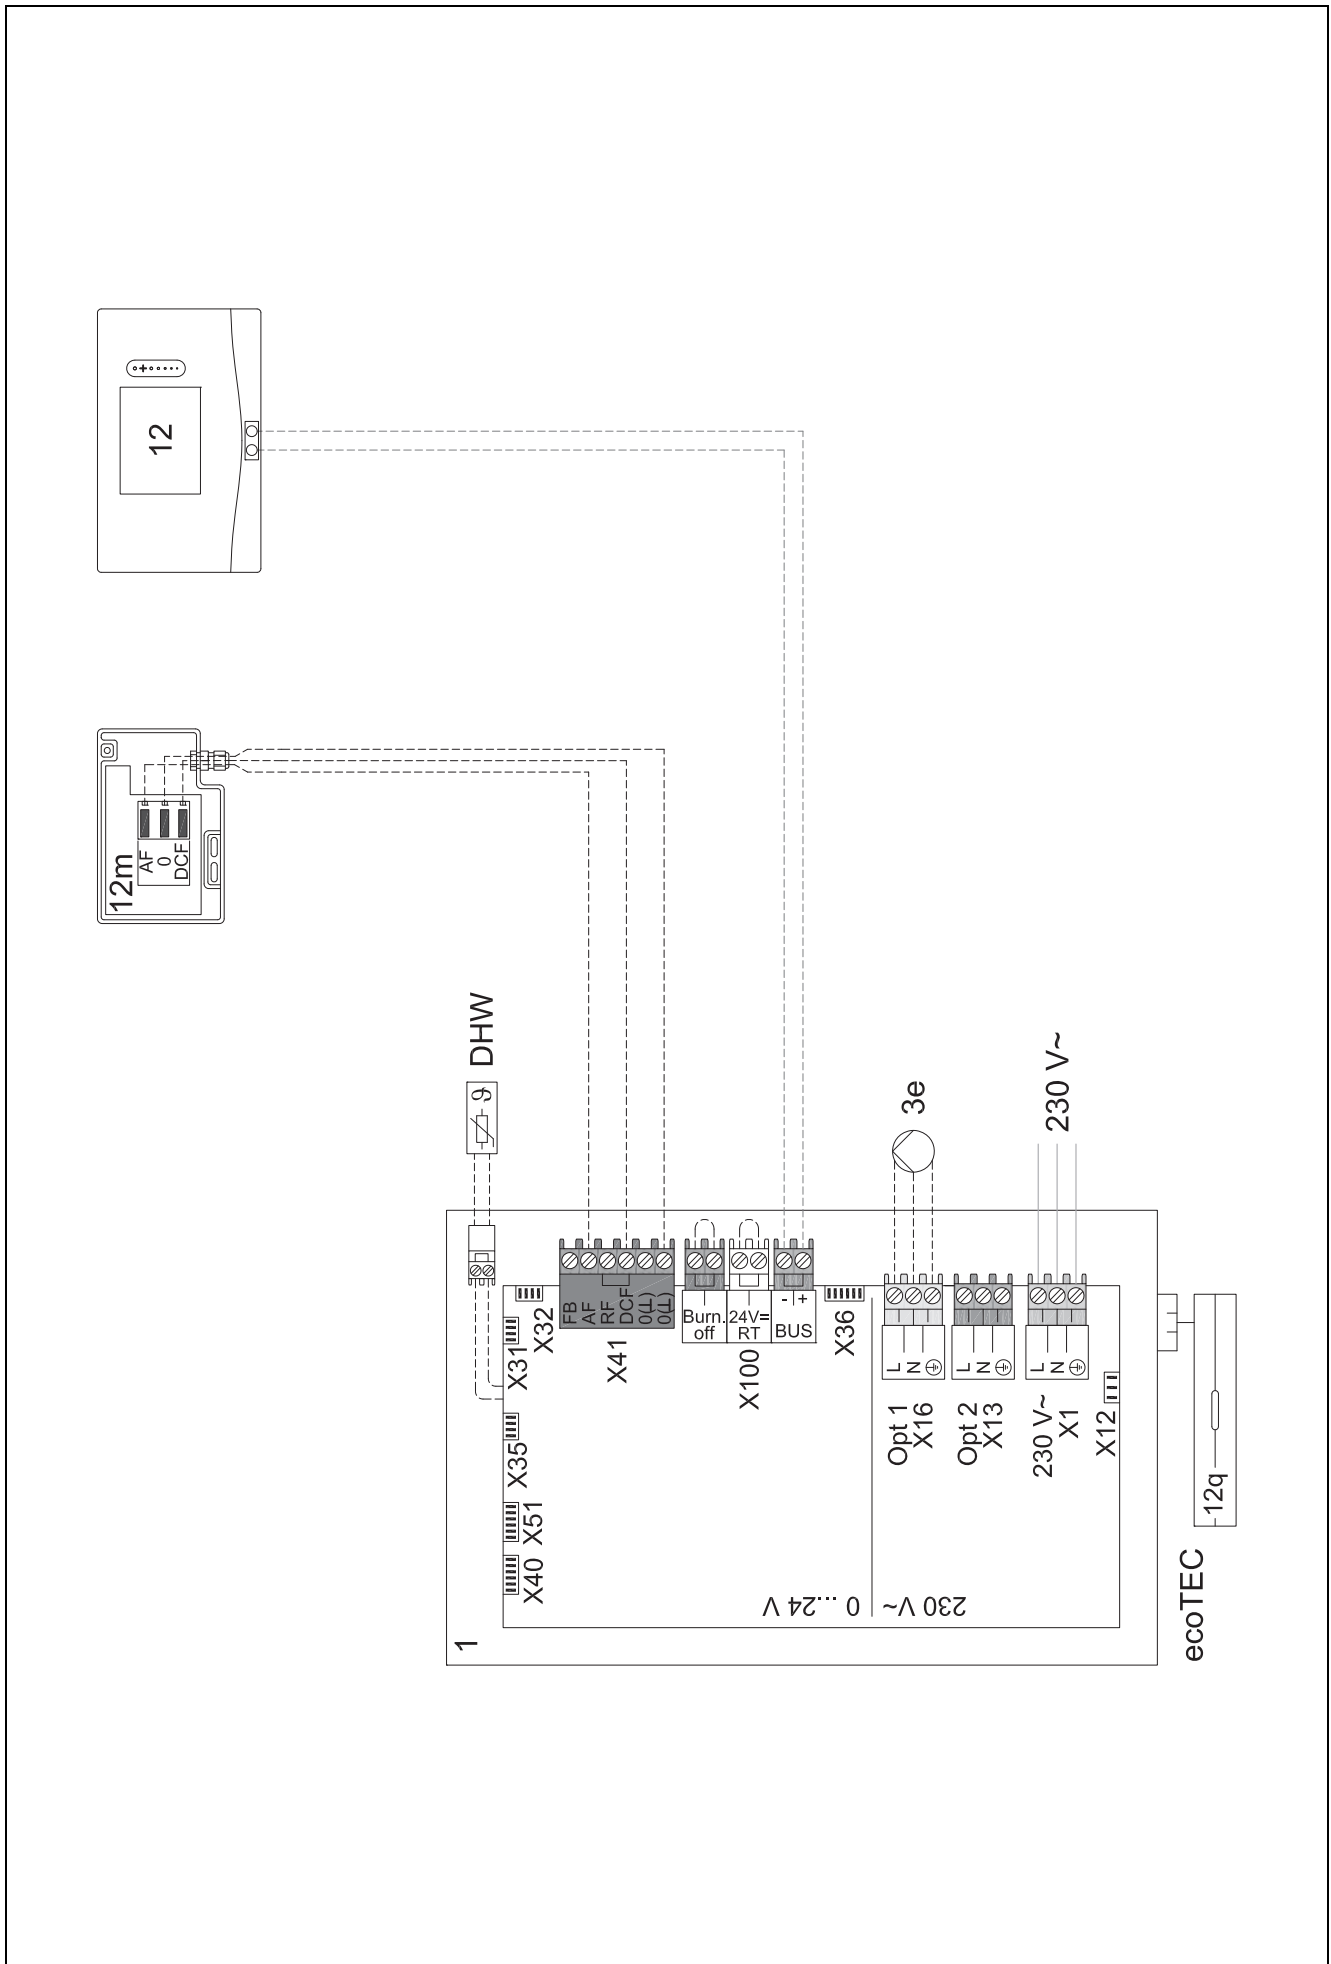 12
12m
AF
0
DCF
DHW
ϑ
3e
230 V~
X32
X31
FB
AF
RF
DCF
0(⊥)
0(⊥)
X41
Burn.
off
24V=
RT
X100
- +
BUS
X36
L
N
Opt 1
X16
L
N
Opt 2
X13
L
N
230 V~
X1
X12
X35
X51
X40
0 ...24 V
230 V~
1
12q
ecoTEC